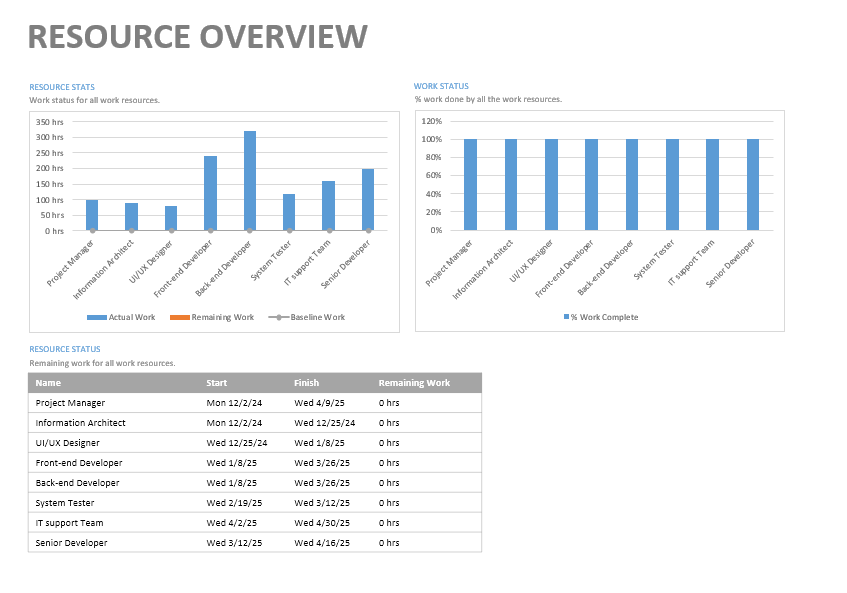 RESOURCE OVERVIEW
RESOURCE STATS
Work status for all work resources.
350 hrs
300 hrs
250 hrs
200 hrs
150 hrs
100 hrs
50 hrs
0 hrs
Project Manager
Information Architect
UI/UX Designer
Front-end Developer
Back-end Developer
System Tester
IT support Team
Senior Developer
Actual Work Remaining Work Baseline Work
WORK STATUS
% work done by all the work resources.
120%
100%
80%
60%
40%
20%
0%
Project Manager
Information Architect
UI/UX Designer
Front-end Developer
Back-end Developer
System Tester
IT support Team
Senior Developer
% Work Complete
RESOURCE STATUS
Remaining work for all work resources.
Name Start Finish Remaining Work
Project Manager Mon 12/2/24 Wed 4/9/25 0 hrs
Information Architect Mon 12/2/24 Wed 12/25/24 0 hrs
UI/UX Designer Wed 12/25/24 Wed 1/8/25 0 hrs
Front-end Developer Wed 1/8/25 Wed 3/26/25 0 hrs
Back-end Developer Wed 1/8/25 Wed 3/26/25 0 hrs
System Tester Wed 2/19/25 Wed 3/12/25 0 hrs
IT support Team Wed 4/2/25 Wed 4/30/25 0 hrs
Senior Developer Wed 3/12/25 Wed 4/16/25 0 hrs